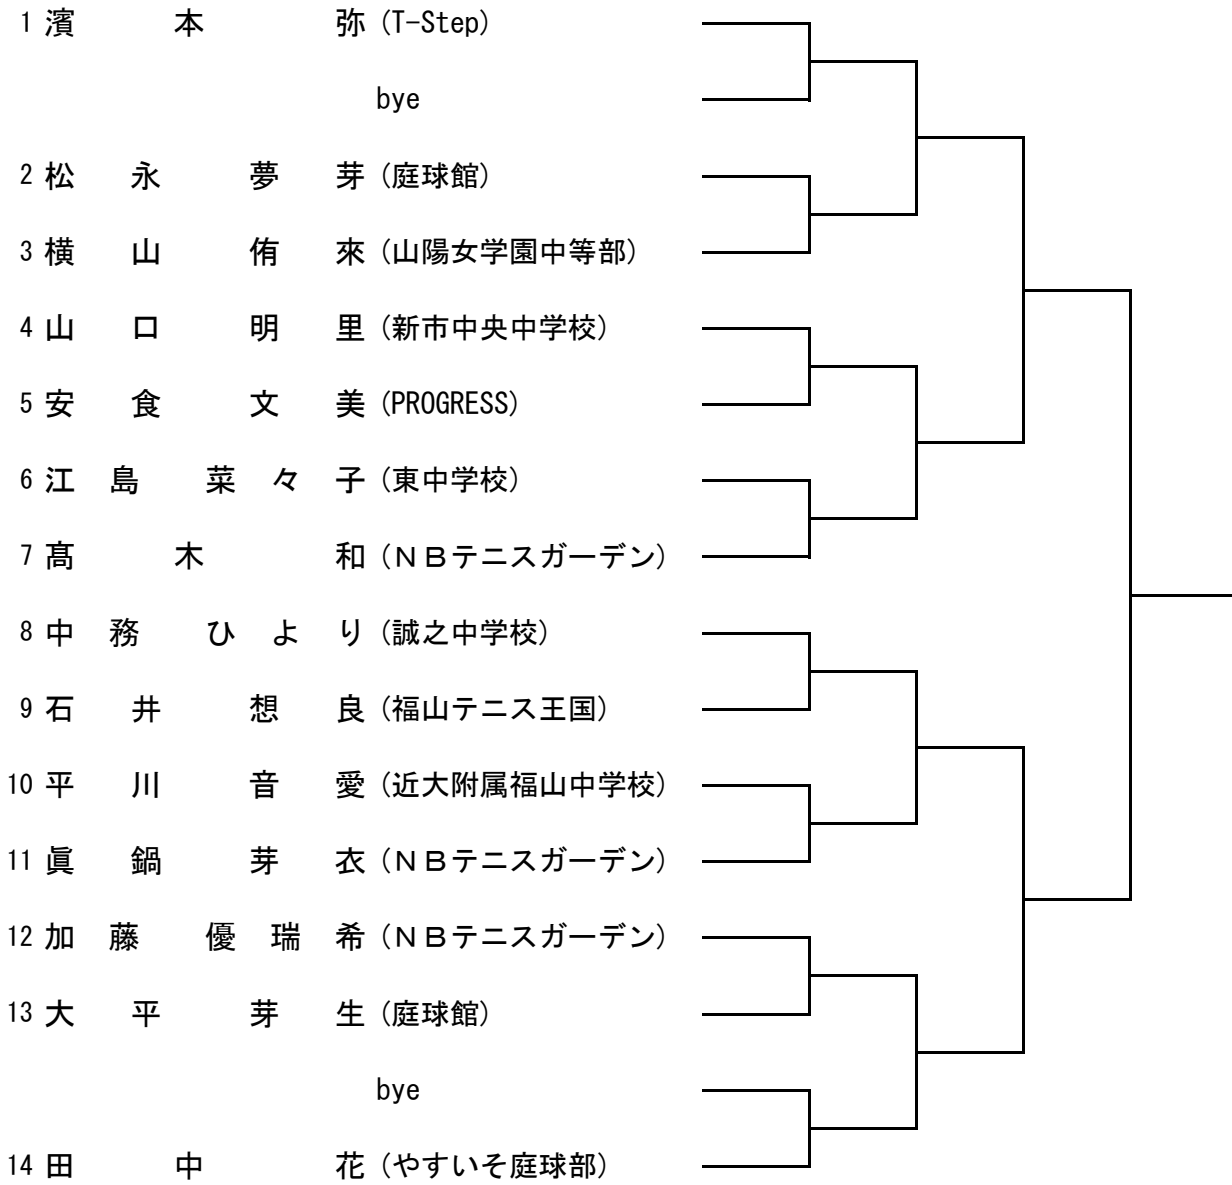 1 濱本弥 (T-Step)
bye
2 松永夢芽 (庭球館)
3 横山侑來 (山陽女学園中等部)
4 山口明里 (新市中央中学校)
5 安食文美 (PROGRESS)
6 江島菜々子 (東中学校)
7 髙木和 (ＮＢテニスガーデン)
8 中務ひより (誠之中学校)
9 石井想良 (福山テニス王国)
10 平川音愛 (近大附属福山中学校)
11 眞鍋芽衣 (ＮＢテニスガーデン)
12 加藤優瑞希 (ＮＢテニスガーデン)
13 大平芽生 (庭球館)
bye
14 田中花 (やすいそ庭球部)